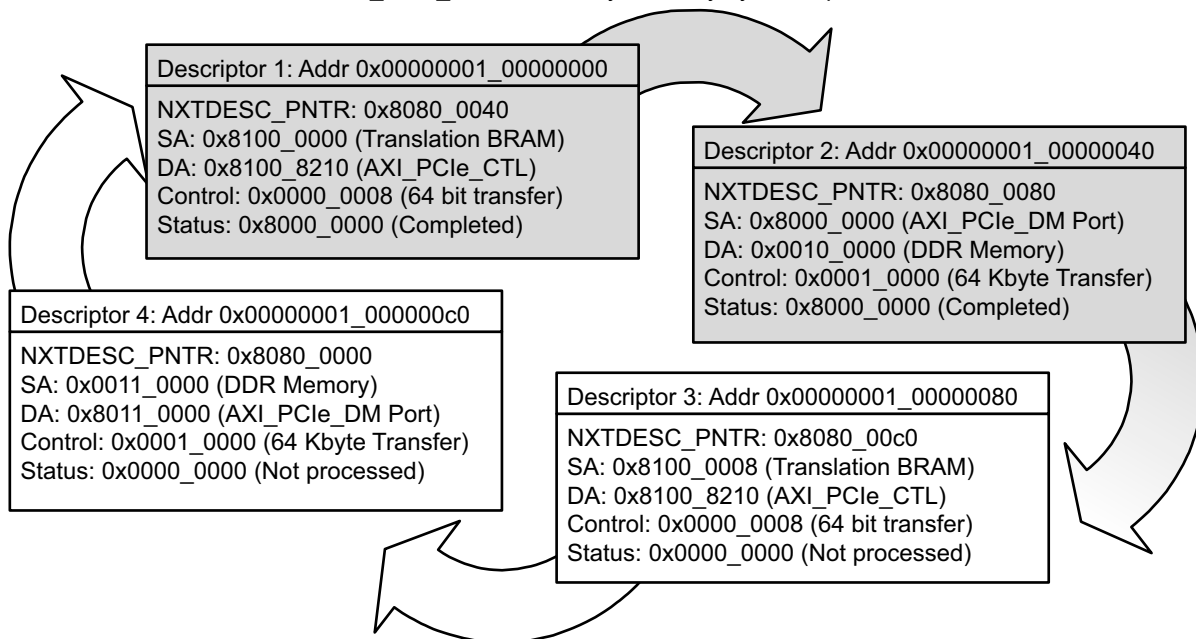 Descriptor 1: Addr 0x00000001_00000000
NXTDESC_PNTR: 0x8080_0040
SA: 0x8100_0000 (Translation BRAM)
DA: 0x8100_8210 (AXI_PCIe_CTL)
Control: 0x0000_0008 (64 bit transfer)
Status: 0x8000_0000 (Completed)
Descriptor 2: Addr 0x00000001_00000040
NXTDESC_PNTR: 0x8080_0080
SA: 0x8000_0000 (AXI_PCIe_DM Port)
DA: 0x0010_0000 (DDR Memory)
Control: 0x0001_0000 (64 Kbyte Transfer)
Status: 0x8000_0000 (Completed)
Descriptor 3: Addr 0x00000001_00000080
NXTDESC_PNTR: 0x8080_00c0
SA: 0x8100_0008 (Translation BRAM)
DA: 0x8100_8210 (AXI_PCIe_CTL)
Control: 0x0000_0008 (64 bit transfer)
Status: 0x0000_0000 (Not processed)
Descriptor 4: Addr 0x00000001_000000c0
NXTDESC_PNTR: 0x8080_0000
SA: 0x0011_0000 (DDR Memory)
DA: 0x8011_0000 (AXI_PCIe_DM Port)
Control: 0x0001_0000 (64 Kbyte Transfer)
Status: 0x0000_0000 (Not processed)